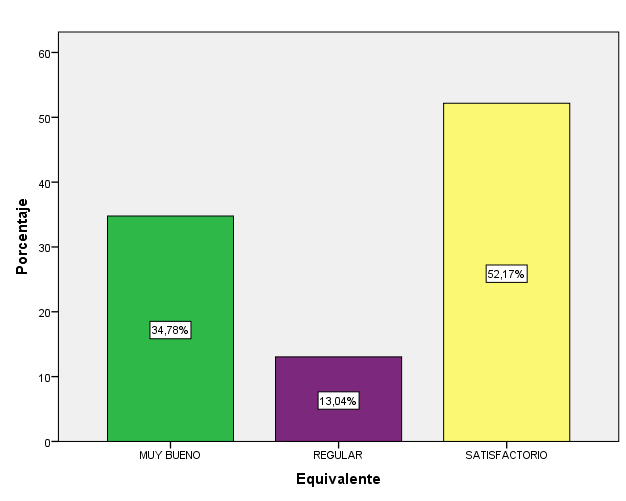 Porcentaje
60
50
40
30
20
10
0
34,78%
13,04%
52,17%
MUY BUENO
REGULAR
SATISFACTORIO
Equivalente